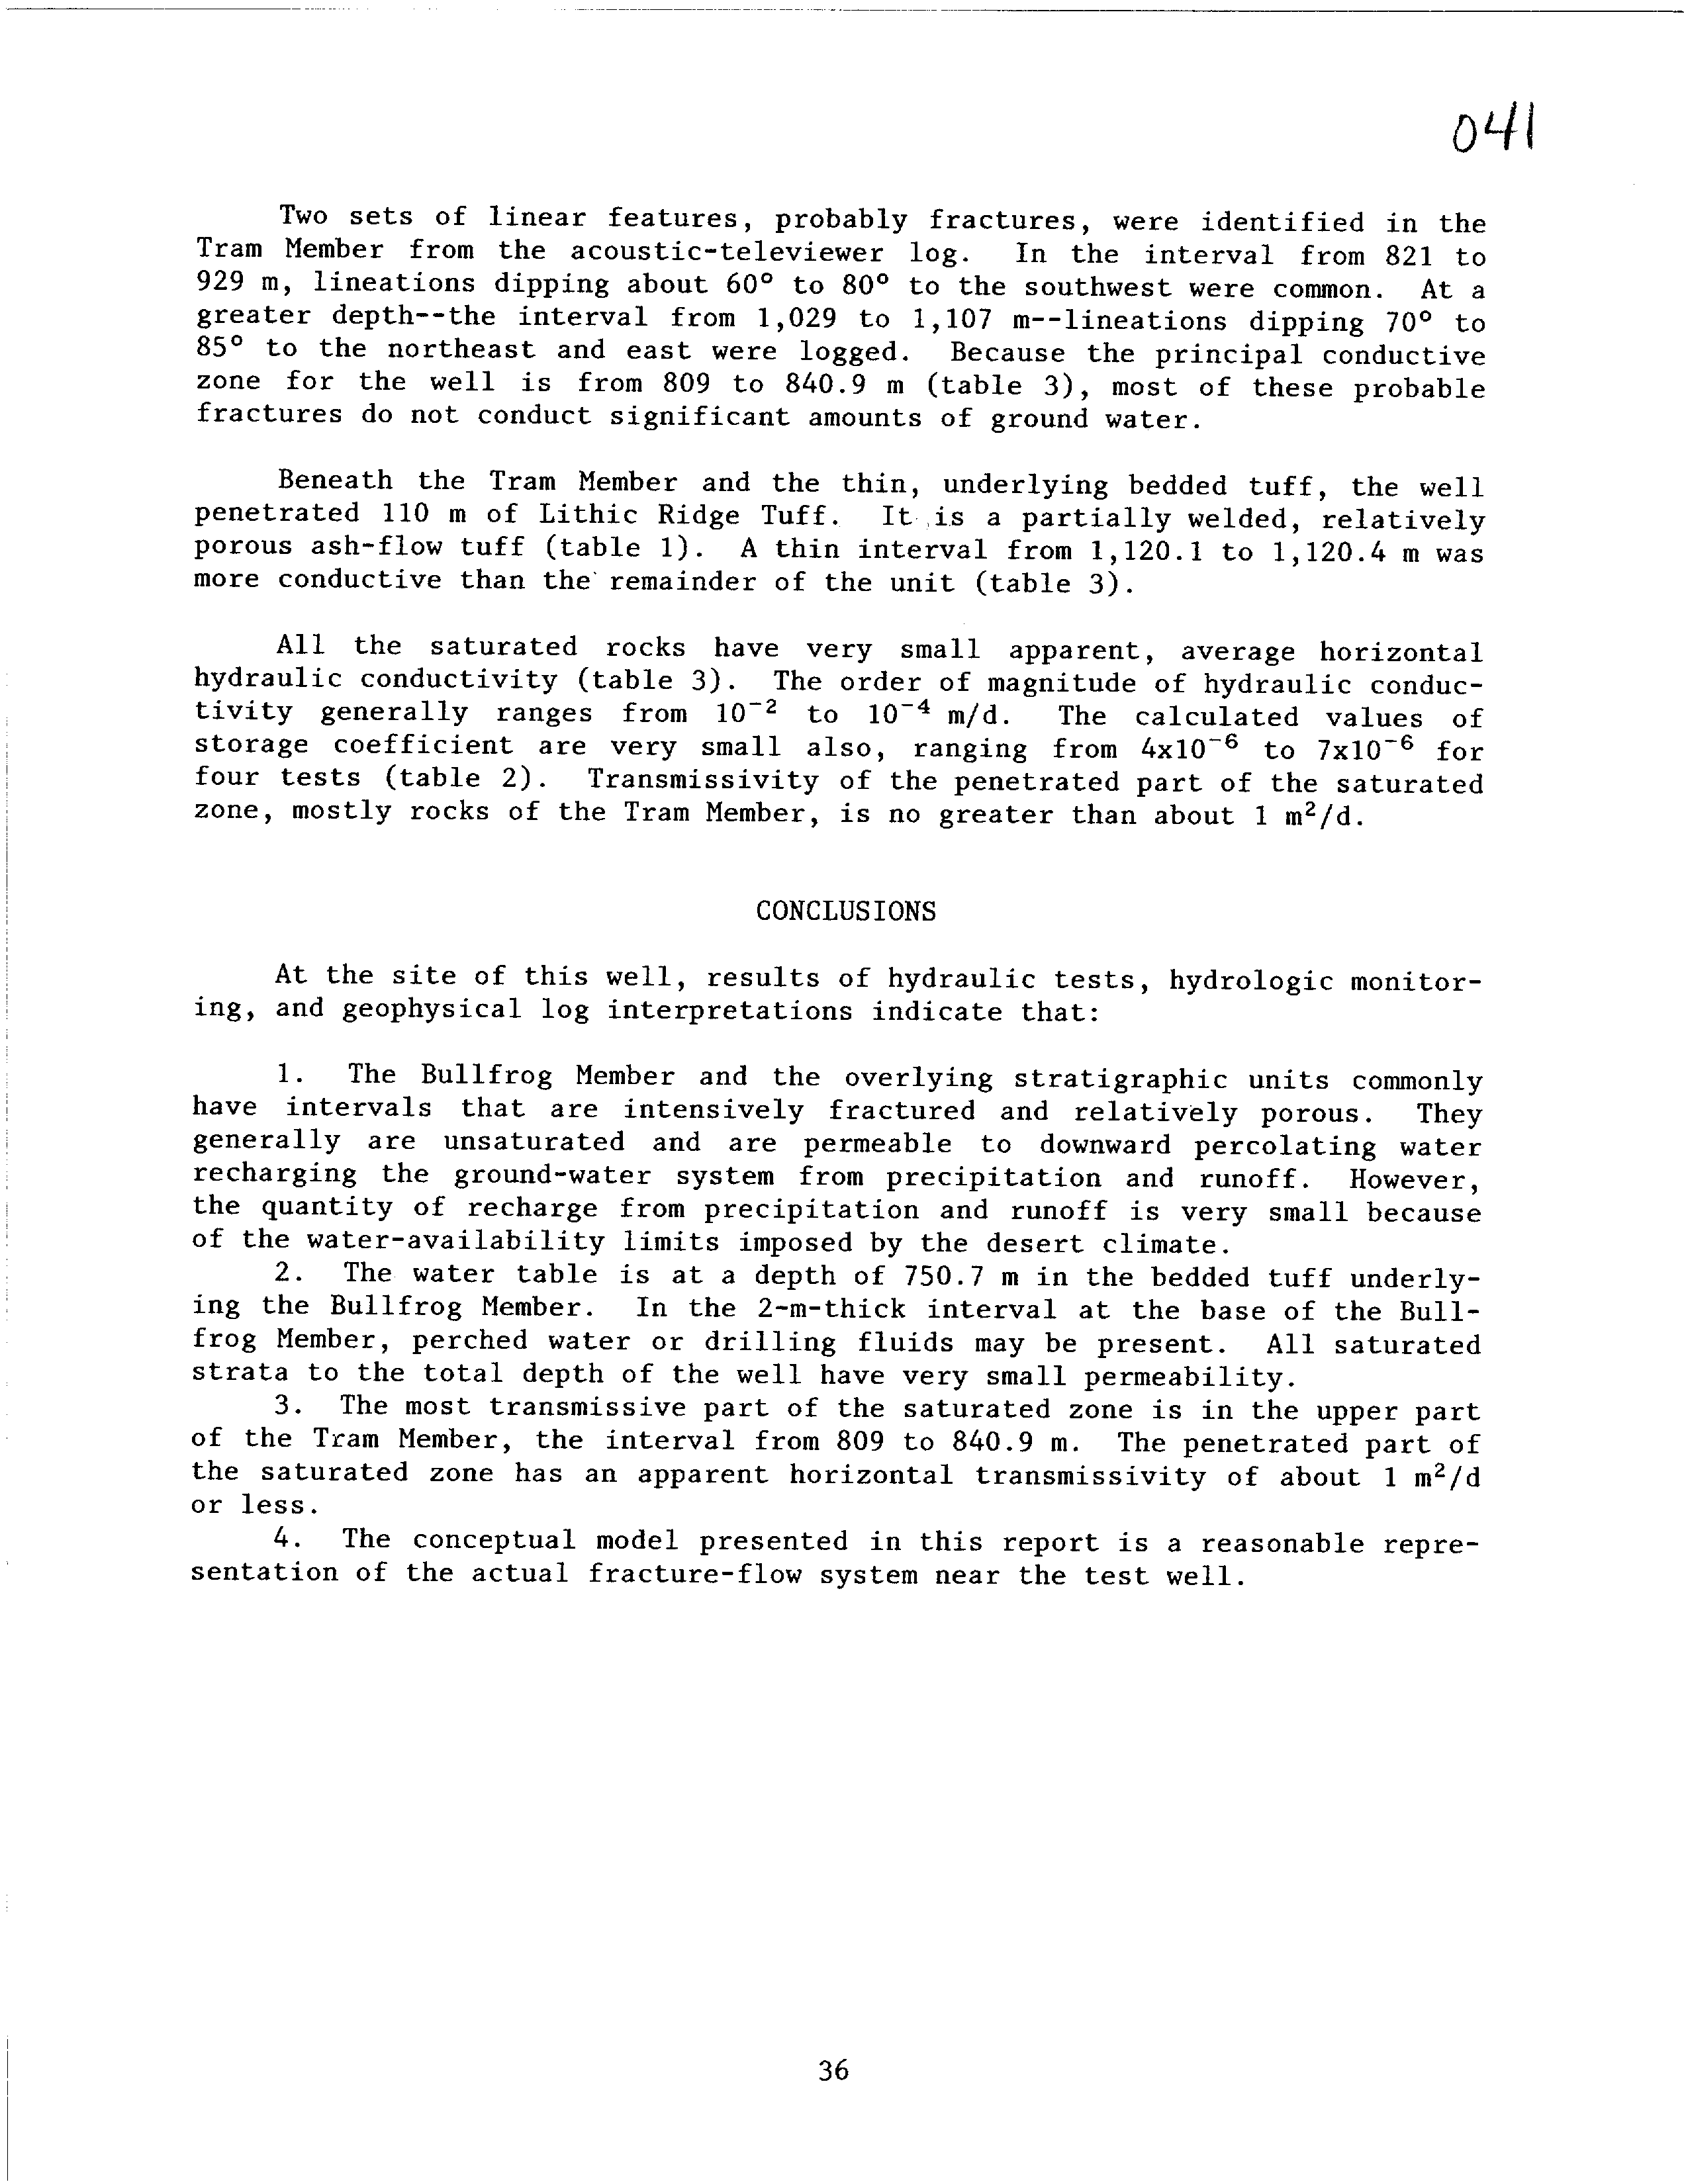 041
Two sets of linear features, probably fractures, were identified in the
Tram Member from the acoustic-televiewer log. In the interval from 821 to
929 m, lineations dipping about 60° to 80° to the southwest were common. At a
greater depth--the interval from 1,029 to 1,107 m--lineations dipping 70° to
85° to the northeast and east were logged. Because the principal conductive
zone for the well is from 809 to 840.9 m (table 3), most of these probable
fractures do not conduct significant amounts of ground water.
Beneath the Tram Member and the thin, underlying bedded tuff, the well
penetrated 110 m of Lithic Ridge Tuff. It is a partially welded, relatively
porous ash-flow tuff (table 1). A thin interval from 1,120.1 to 1,120.4 m was
more conductive than the remainder of the unit (table 3).
All the saturated rocks have very small apparent, average horizontal
hydraulic conductivity (table 3). The order of magnitude of hydraulic conduc-
tivity generally ranges from 10⁻² to 10⁻⁴ m/d. The calculated values of
storage coefficient are very small also, ranging from 4x10⁻⁶ to 7x10⁻⁶ for
four tests (table 2). Transmissivity of the penetrated part of the saturated
zone, mostly rocks of the Tram Member, is no greater than about 1 m²/d.
CONCLUSIONS
At the site of this well, results of hydraulic tests, hydrologic monitor-
ing, and geophysical log interpretations indicate that:
1. The Bullfrog Member and the overlying stratigraphic units commonly
have intervals that are intensively fractured and relatively porous. They
generally are unsaturated and are permeable to downward percolating water
recharging the ground-water system from precipitation and runoff. However,
the quantity of recharge from precipitation and runoff is very small because
of the water-availability limits imposed by the desert climate.
2. The water table is at a depth of 750.7 m in the bedded tuff underly-
ing the Bullfrog Member. In the 2-m-thick interval at the base of the Bull-
frog Member, perched water or drilling fluids may be present. All saturated
strata to the total depth of the well have very small permeability.
3. The most transmissive part of the saturated zone is in the upper part
of the Tram Member, the interval from 809 to 840.9 m. The penetrated part of
the saturated zone has an apparent horizontal transmissivity of about 1 m²/d
or less.
4. The conceptual model presented in this report is a reasonable repre-
sentation of the actual fracture-flow system near the test well.
36